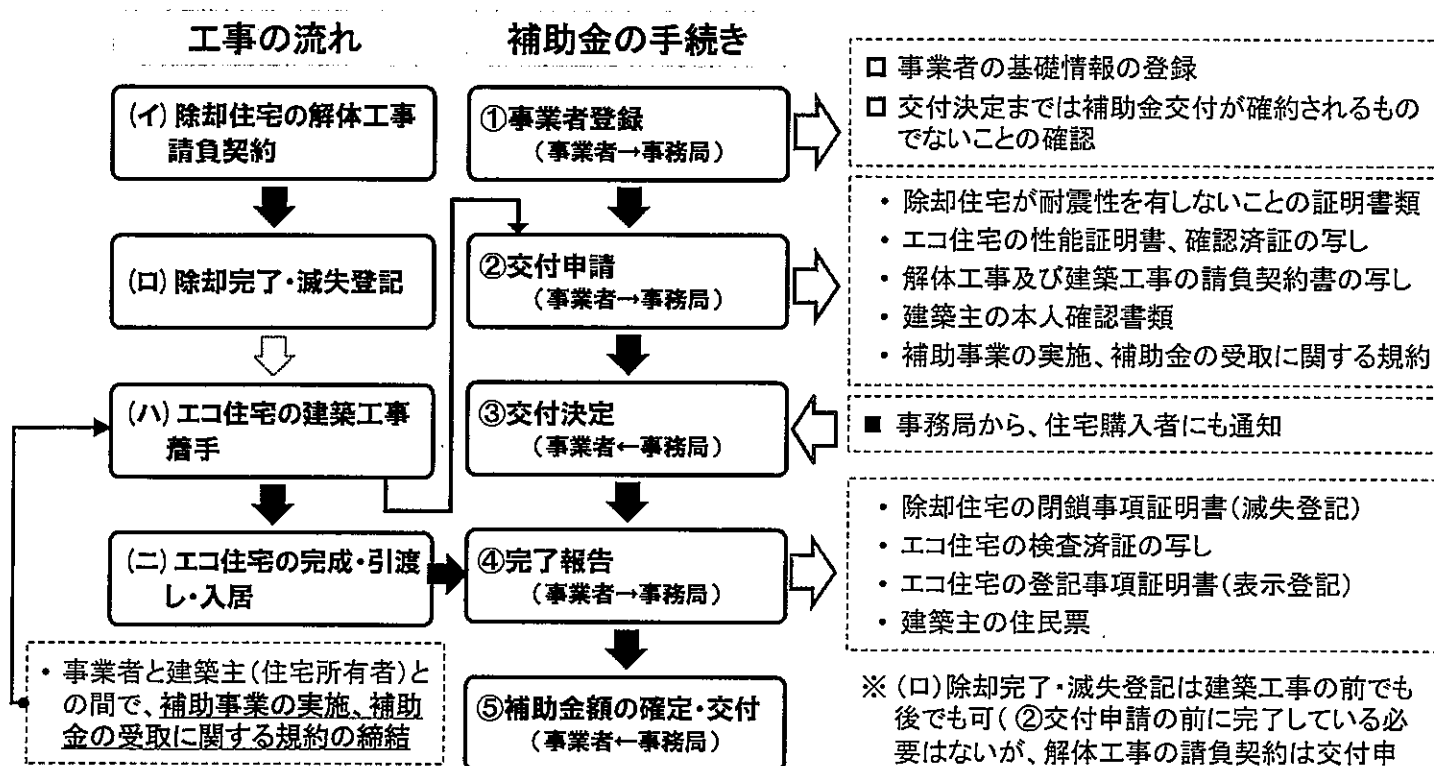 工事の流れ
(イ) 除却住宅の解体工事
請負契約
(ロ) 除却完了・滅失登記
(ハ) エコ住宅の建築工事
着手
(ニ) エコ住宅の完成・引渡
し・入居
・ 事業者と建築主(住宅所有者)と
の間で、補助事業の実施、補助
金の受取に関する規約の締結
補助金の手続き
①事業者登録
(事業者→事務局)
②交付申請
(事業者→事務局)
③交付決定
(事業者←事務局)
④完了報告
(事業者→事務局)
⑤補助金額の確定・交付
(事業者←事務局)
□ 事業者の基礎情報の登録
□ 交付決定までは補助金交付が確約されるもの
でないことの確認
・ 除却住宅が耐震性を有しないことの証明書類
・ エコ住宅の性能証明書、確認済証の写し
・ 解体工事及び建築工事の請負契約書の写し
・ 建築主の本人確認書類
・ 補助事業の実施、補助金の受取に関する規約
■ 事務局から、住宅購入者にも通知
・ 除却住宅の閉鎖事項証明書(滅失登記)
・ エコ住宅の検査済証の写し
・ エコ住宅の登記事項証明書(表示登記)
・ 建築主の住民票
※ (ロ)除却完了・滅失登記は建築工事の前でも
後でも可( ②交付申請の前に完了している必
要はないが、解体工事の請負契約は交付申